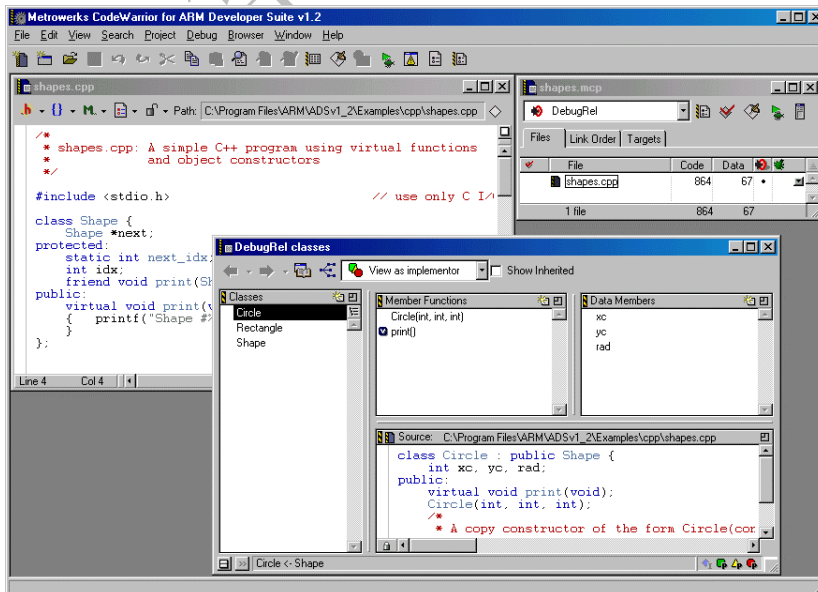 Metrowerks CodeWarrior for ARM Developer Suite v1.2
File Edit View Search Project Debug Browser Window Help
shapes.cpp
Path: C:\Program Files\ARM\ADSv1_2\Examples\cpp\shapes.cpp
/*
* shapes.cpp: A simple C++ program using virtual functions
* and object constructors
*/
#include <stdio.h> // use only C I/
class Shape {
Shape *next;
protected:
static int next_idx;
int idx;
friend void print(Sh
public:
virtual void print(v
{ printf("Shape #%
}
};
Line 4 Col 4
shapes.mcp
DebugRel
Files Link Order Targets
File Code Data
shapes.cpp 864 67 •
1 file 864 67
DebugRel classes
View as implementor Show Inherited
Classes
Circle
Rectangle
Shape
Member Functions
Circle(int, int, int)
print()
Data Members
xc
yc
rad
Source: C:\Program Files\ARM\ADSv1_2\Examples\cpp\shapes.cpp
class Circle : public Shape {
int xc, yc, rad;
public:
virtual void print(void);
Circle(int, int, int);
/*
* A copy constructor of the form Circle(cor
Circle <- Shape